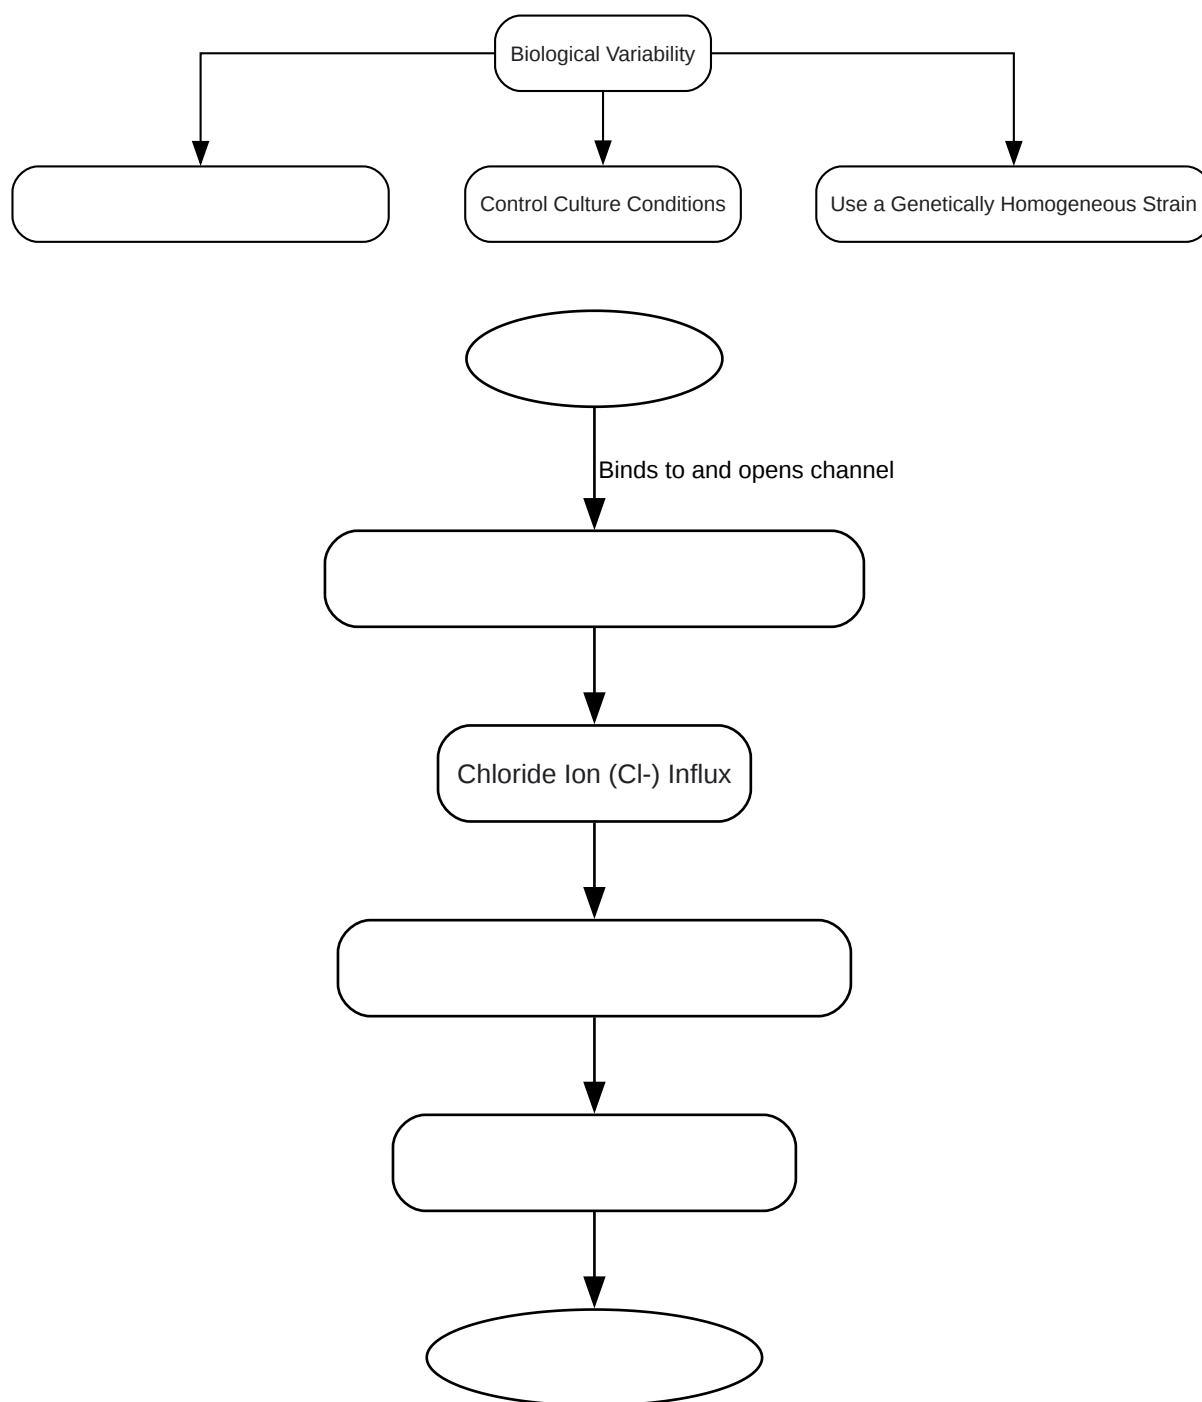 Biological Variability
Control Culture Conditions
Use a Genetically Homogeneous Strain
Binds to and opens channel
Chloride Ion (Cl-) Influx